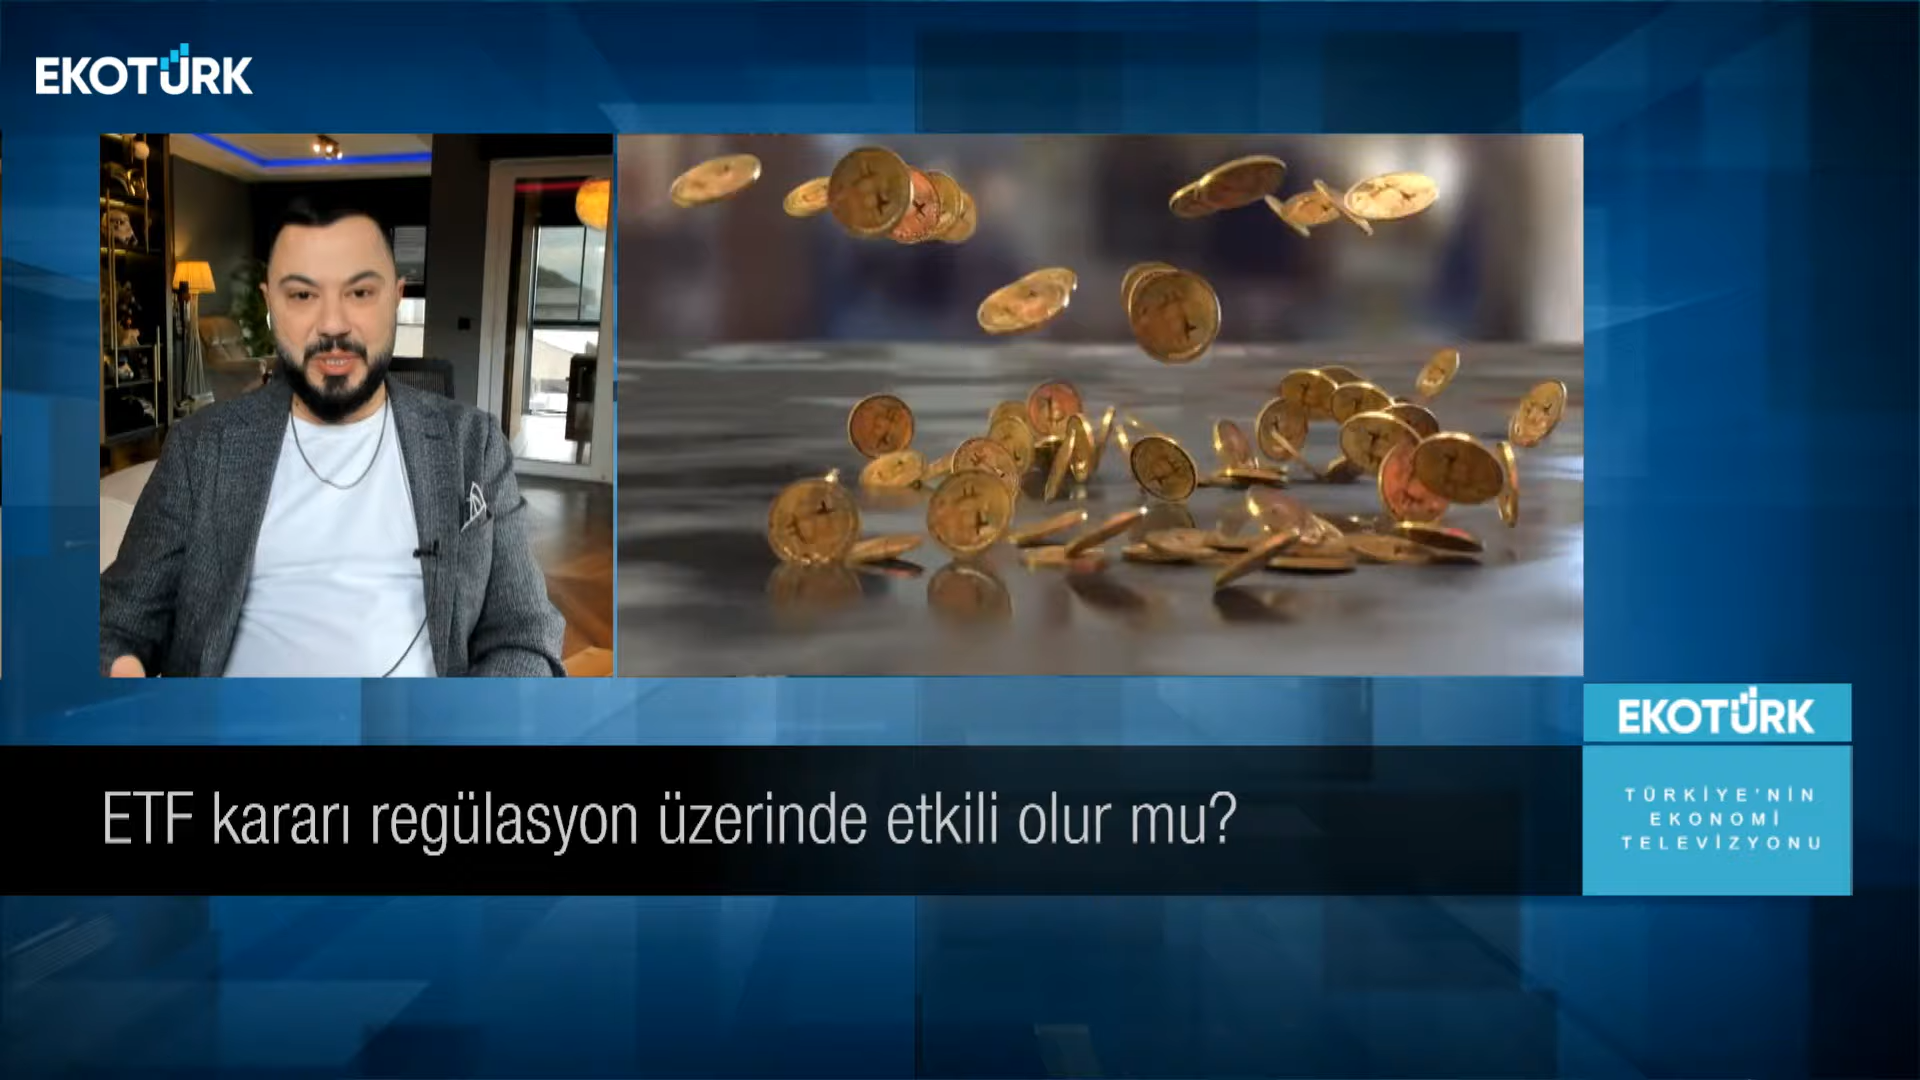 EKOTÜRK
EKOTÜRK
ETF kararı regülasyon üzerinde etkili olur mu?
TÜRKİYE'NİN
EKONOMİ
TELEVİZYONU